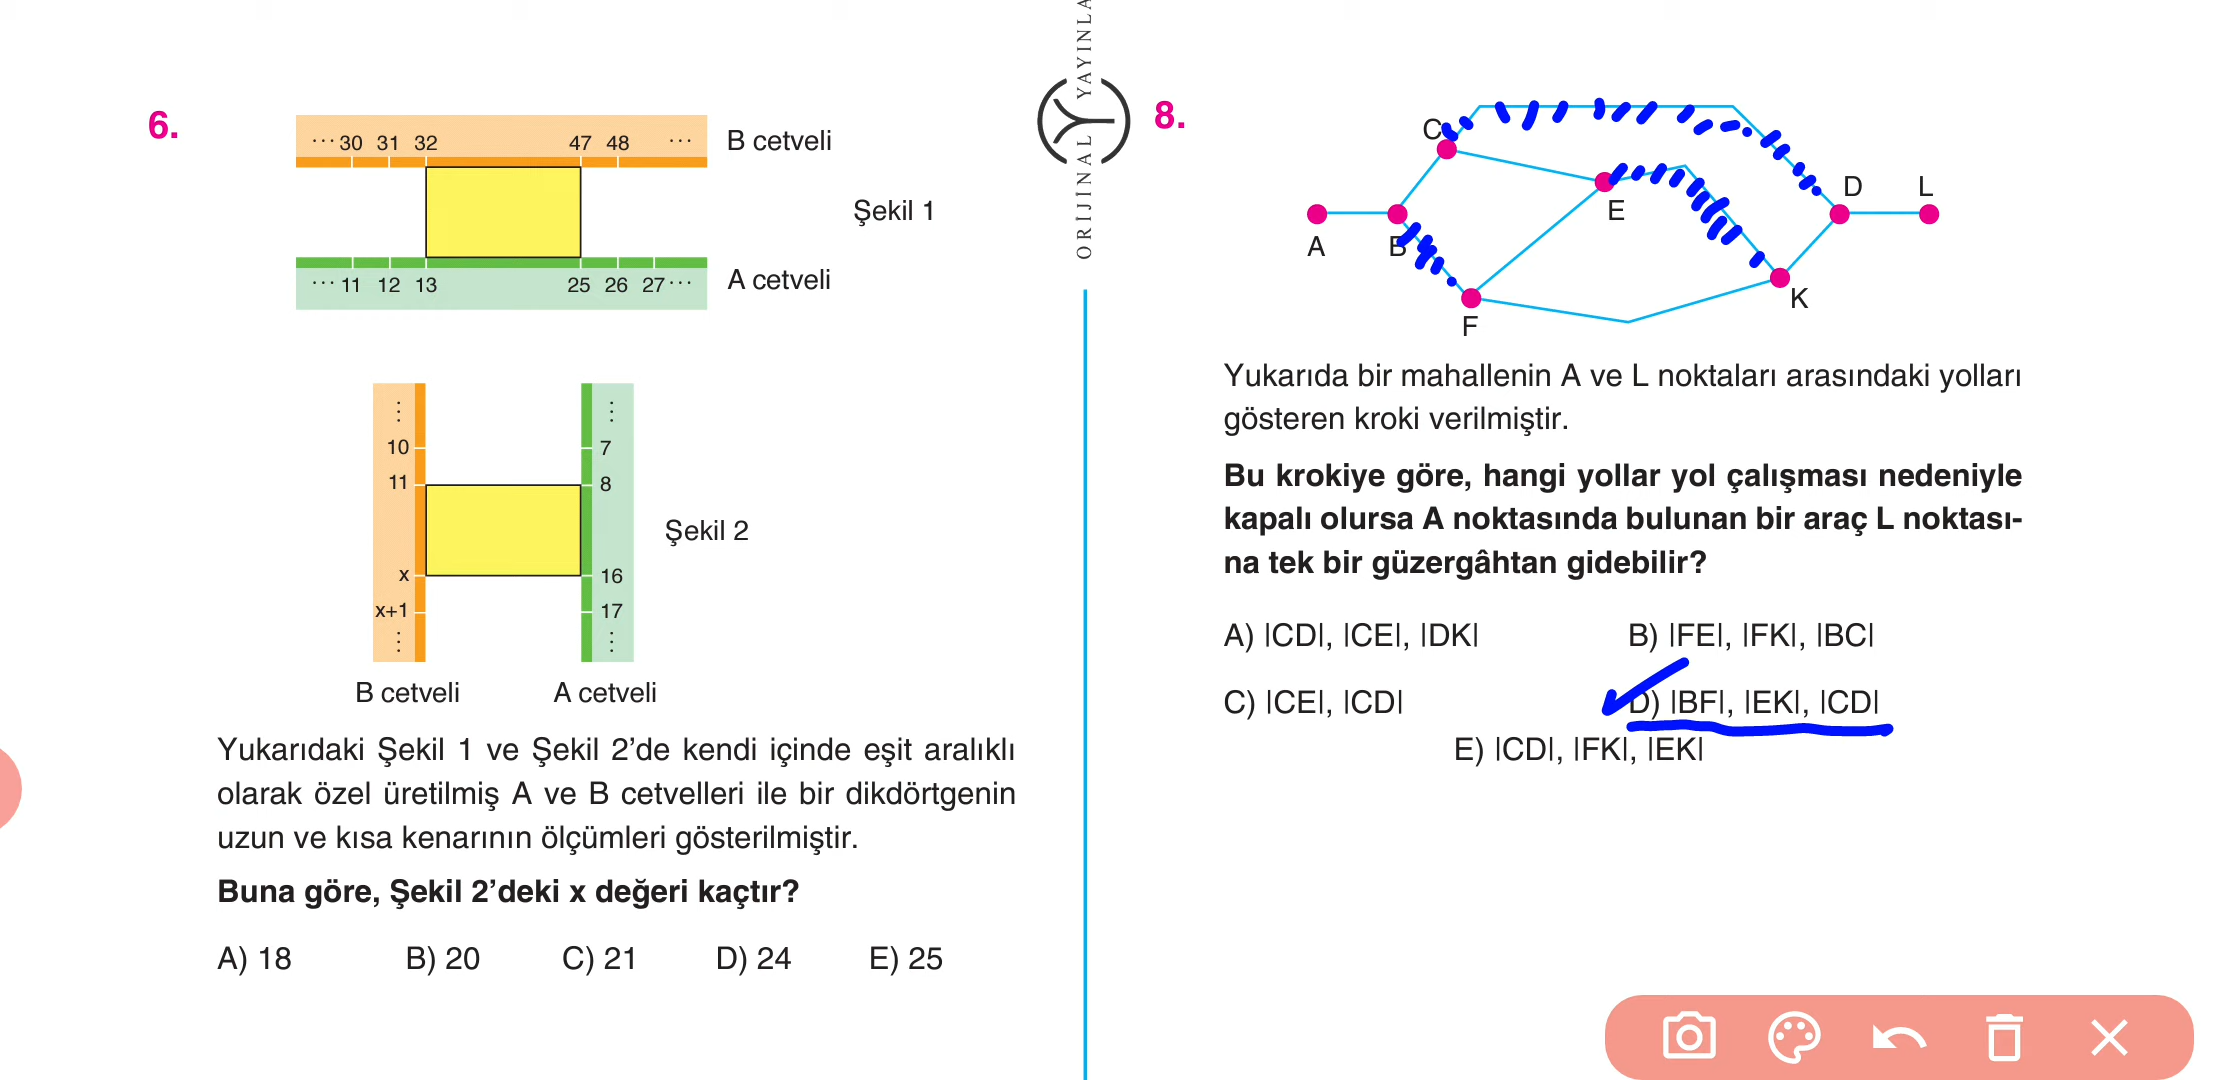 6.
... 30 31 32 47 48 ...
B cetveli
Şekil 1
... 11 12 13 25 26 27 ...
A cetveli
⋮ ⋮
10 7
11 8
Şekil 2
x 16
x+1 17
⋮ ⋮
B cetveli A cetveli
Yukarıdaki Şekil 1 ve Şekil 2’de kendi içinde eşit aralıklı
olarak özel üretilmiş A ve B cetvelleri ile bir dikdörtgenin
uzun ve kısa kenarının ölçümleri gösterilmiştir.
Buna göre, Şekil 2’deki x değeri kaçtır?
A) 18 B) 20 C) 21 D) 24 E) 25
ORİJİNAL YAYINLA
8.
C
D L
E
A B
K
F
Yukarıda bir mahallenin A ve L noktaları arasındaki yolları
gösteren kroki verilmiştir.
Bu krokiye göre, hangi yollar yol çalışması nedeniyle
kapalı olursa A noktasında bulunan bir araç L noktası-
na tek bir güzergâhtan gidebilir?
A) |CD|, |CE|, |DK| B) |FE|, |FK|, |BC|
C) |CE|, |CD| D) |BF|, |EK|, |CD|
E) |CD|, |FK|, |EK|